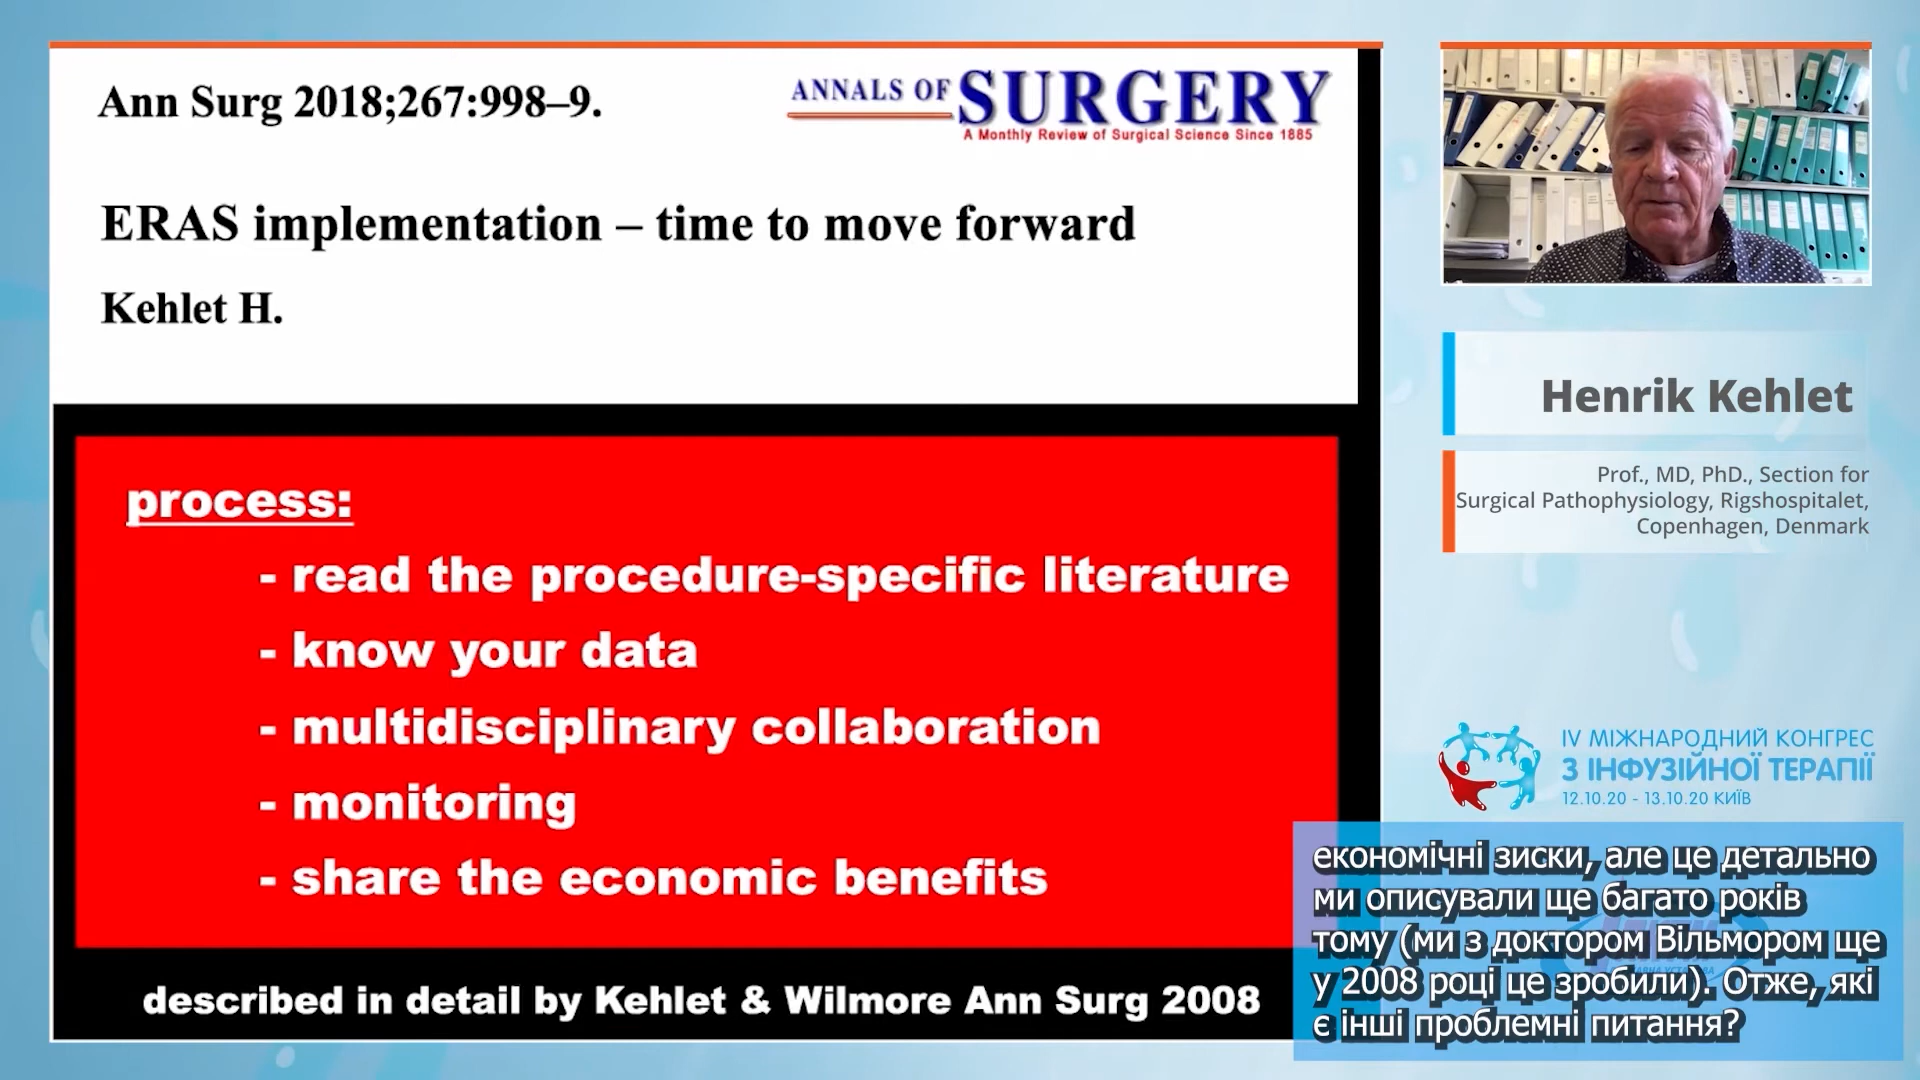 Ann Surg 2018;267:998–9.
ANNALS OF SURGERY
A Monthly Review of Surgical Science Since 1885
ERAS implementation – time to move forward
Kehlet H.
process:
- read the procedure-specific literature
- know your data
- multidisciplinary collaboration
- monitoring
- share the economic benefits
described in detail by Kehlet & Wilmore Ann Surg 2008
Henrik Kehlet
Prof., MD, PhD., Section for
Surgical Pathophysiology, Rigshospitalet,
Copenhagen, Denmark
IV МІЖНАРОДНИЙ КОНГРЕС
З ІНФУЗІЙНОЇ ТЕРАПІЇ
12.10.20 - 13.10.20 КИЇВ
економічні зиски, але це детально
ми описували ще багато років
тому (ми з доктором Вільмором ще
у 2008 році це зробили). Отже, які
є інші проблемні питання?